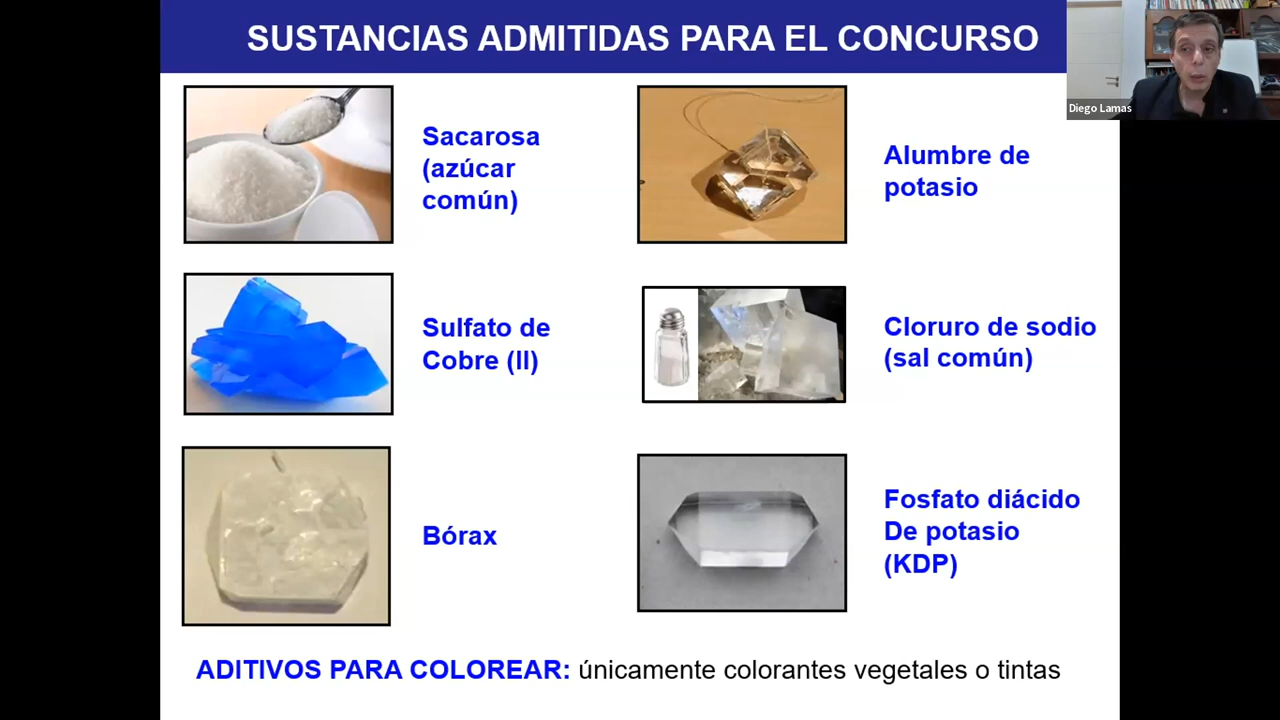 SUSTANCIAS ADMITIDAS PARA EL CONCURSO
Diego Lamas
Sacarosa
(azúcar
común)
Alumbre de
potasio
Sulfato de
Cobre (II)
Cloruro de sodio
(sal común)
Bórax
Fosfato diácido
De potasio
(KDP)
ADITIVOS PARA COLOREAR: únicamente colorantes vegetales o tintas